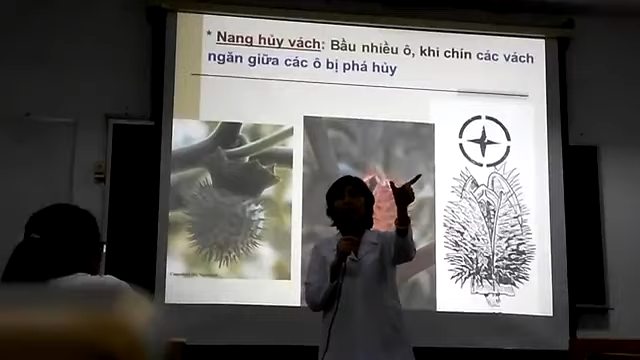 * Nang hủy vách: Bầu nhiều ô, khi chín các vách
ngăn giữa các ô bị phá hủy